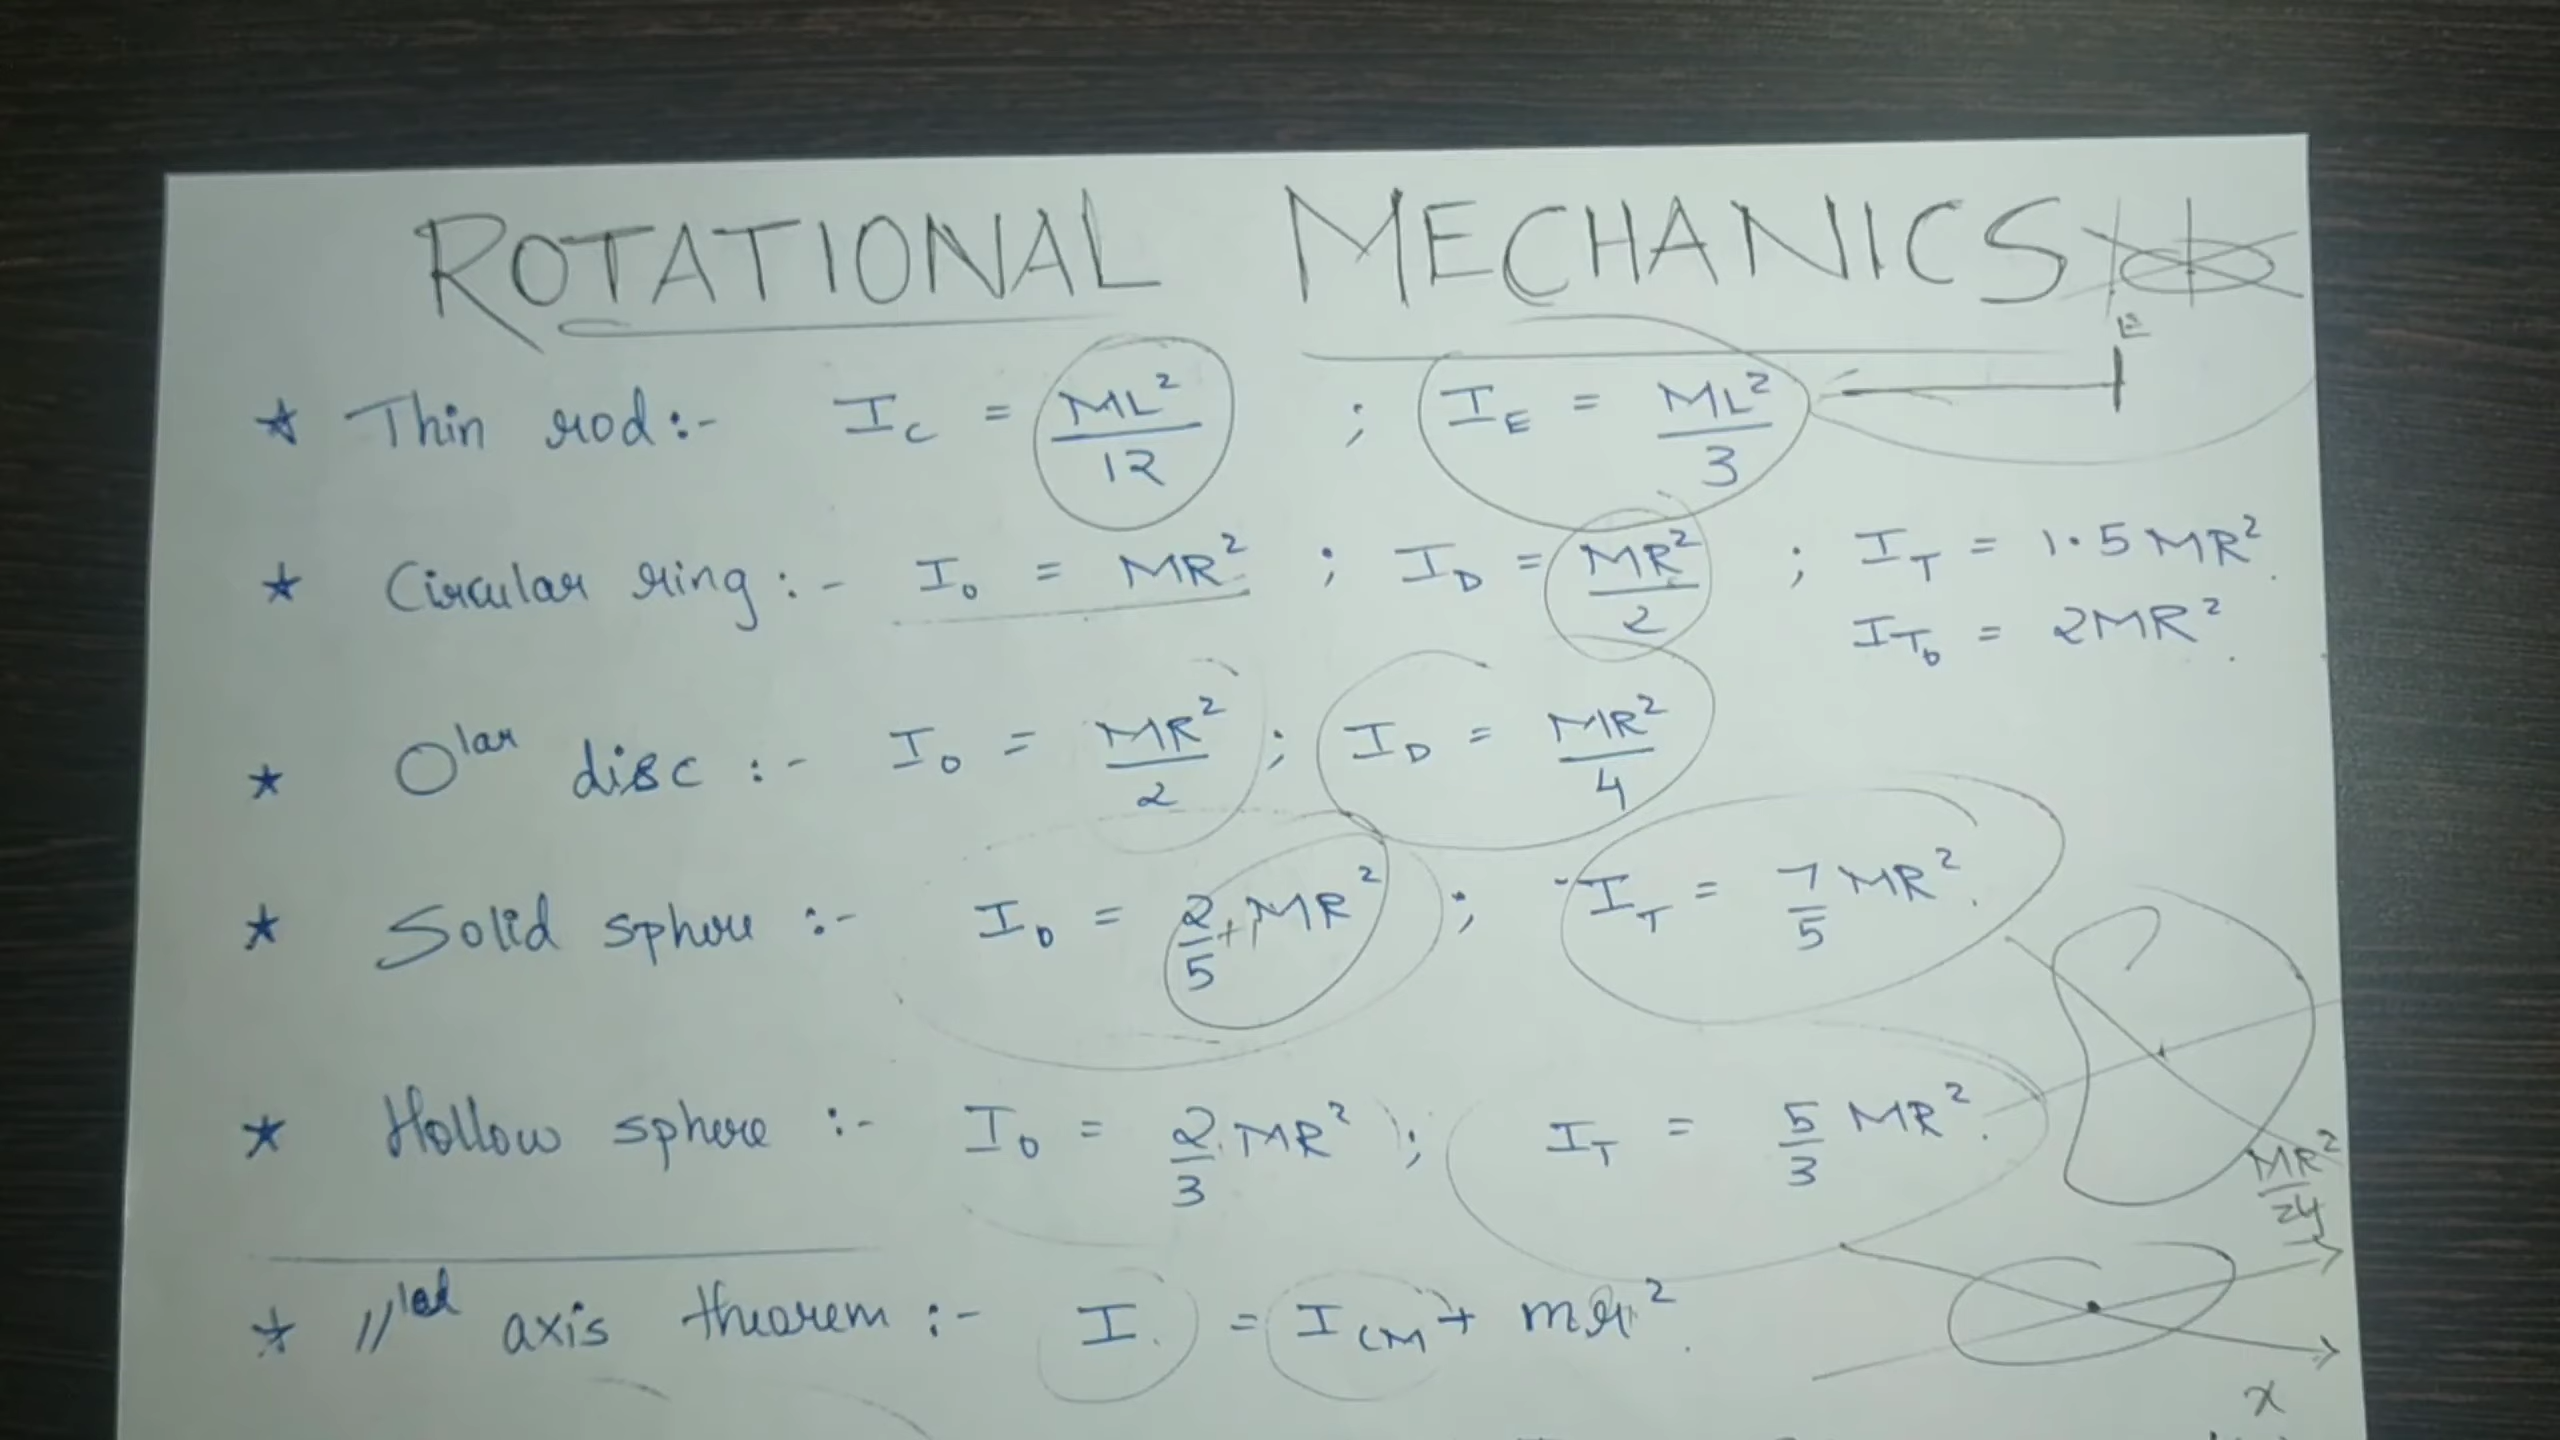 ROTATIONAL MECHANICS
E
★ Thin rod:- I_C = ML²/12 ; I_E = ML²/3
★ Circular ring :- I_0 = MR² ; I_D = MR²/2 ; I_T = 1.5 MR².
I_T0 = 2MR².
★ O^lar disc :- I_0 = MR²/2 ; I_D = MR²/4
★ Solid sphere :- I_0 = 2/5 MR² ; I_T = 7/5 MR².
★ Hollow sphere :- I_0 = 2/3 MR² ; I_T = 5/3 MR².
MR²
★ //^lel axis theorem :- I = I_CM + mr².
x